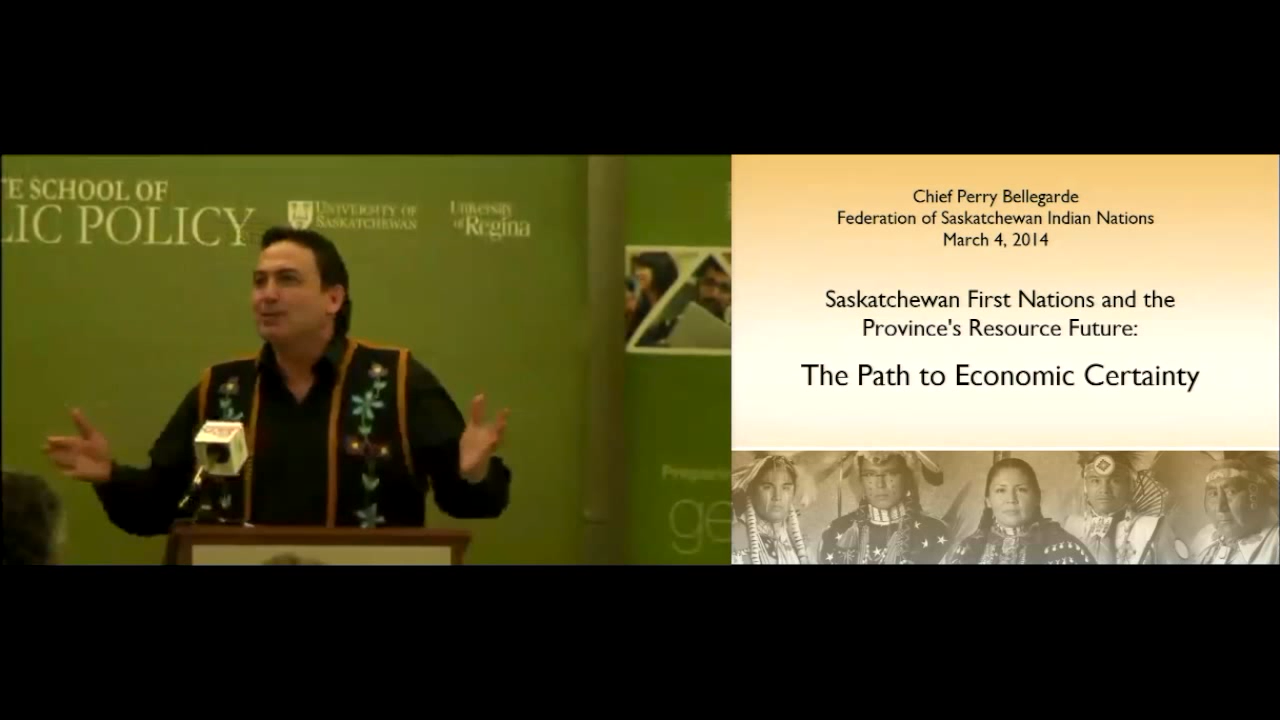 TE SCHOOL OF
LIC POLICY
UNIVERSITY OF
SASKATCHEWAN
University
of Regina
Chief Perry Bellegarde
Federation of Saskatchewan Indian Nations
March 4, 2014
Saskatchewan First Nations and the
Province's Resource Future:
The Path to Economic Certainty